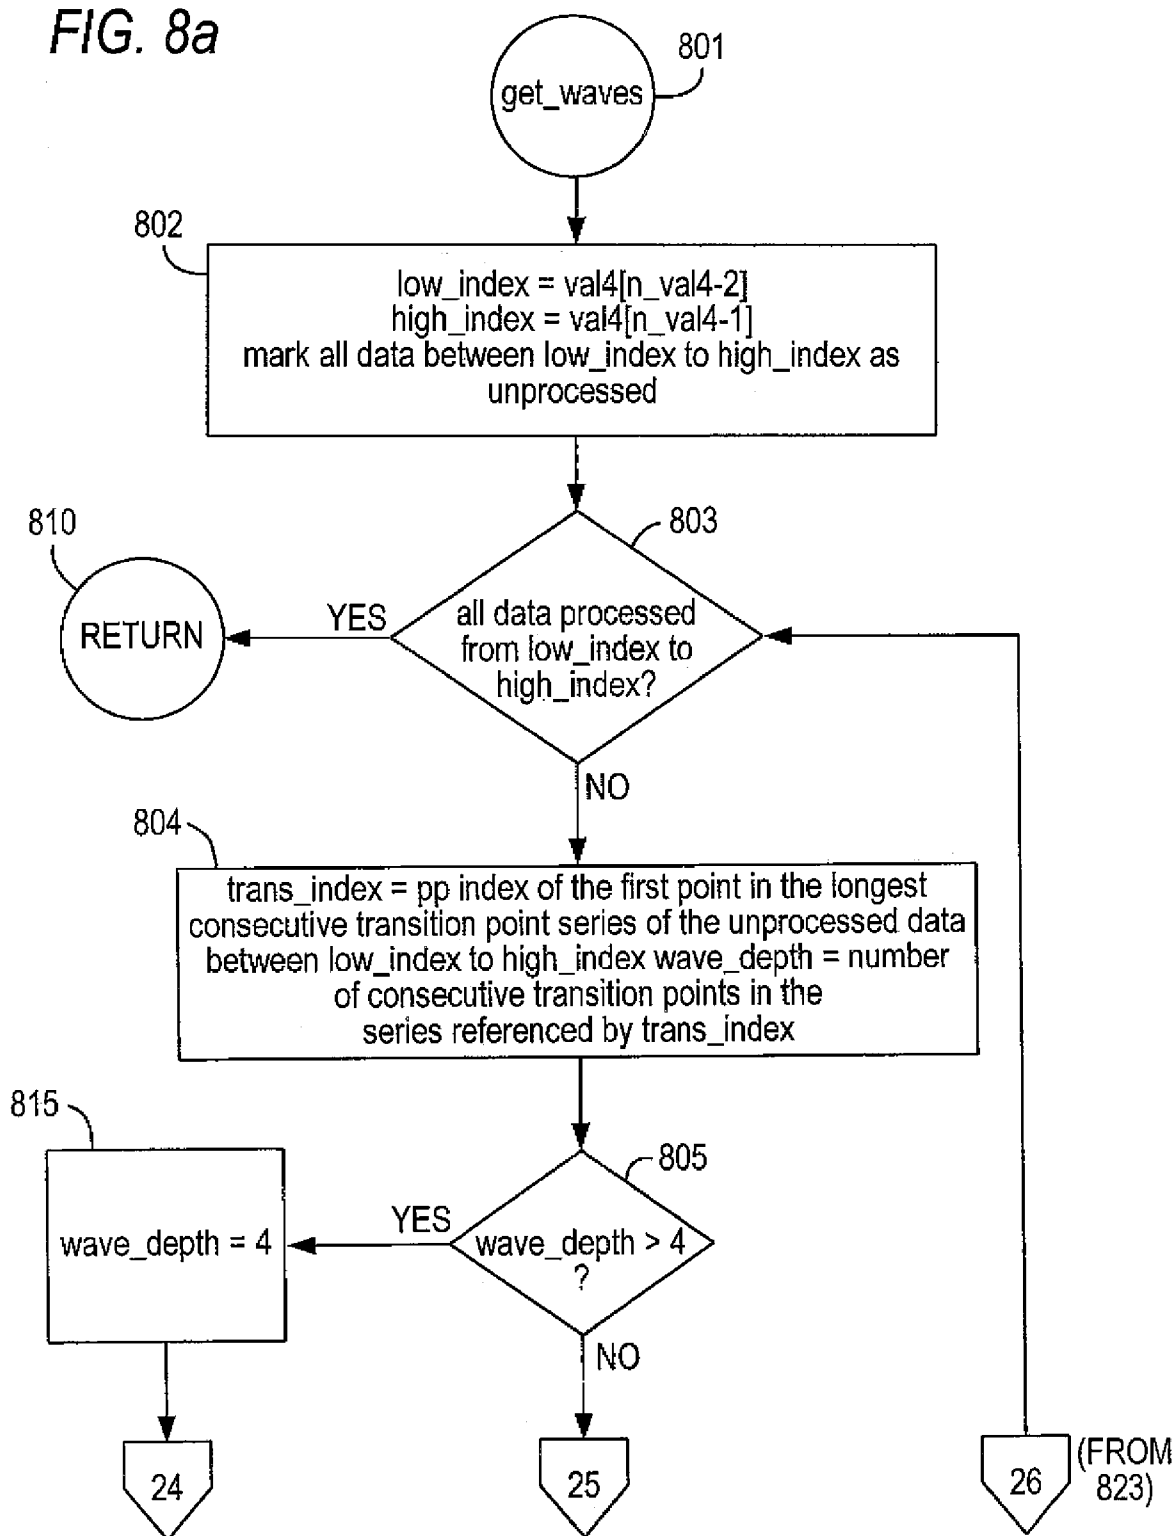 FIG. 8a
801
get_waves
802
low_index = val4[n_val4-2]
high_index = val4[n_val4-1]
mark all data between low_index to high_index as
unprocessed
810
803
RETURN
YES
all data processed
from low_index to
high_index?
NO
804
trans_index = pp index of the first point in the longest
consecutive transition point series of the unprocessed data
between low_index to high_index wave_depth = number
of consecutive transition points in the
series referenced by trans_index
815
805
wave_depth = 4
YES
wave_depth > 4
?
NO
24
25
26
(FROM
823)